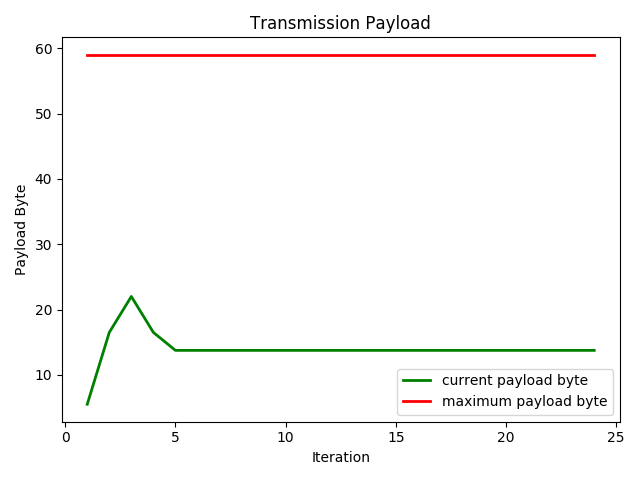 Transmission Payload
60
50
40
30
20
10
Payload Byte
current payload byte
maximum payload byte
0
5
10
15
20
25
Iteration